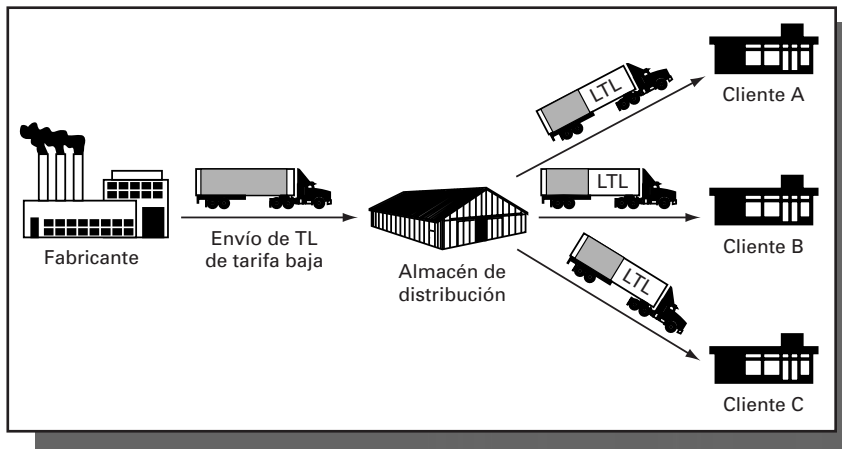 LTL
Cliente A
LTL
Cliente B
Fabricante
Envío de TL
de tarifa baja
Almacén de
distribución
LTL
Cliente C